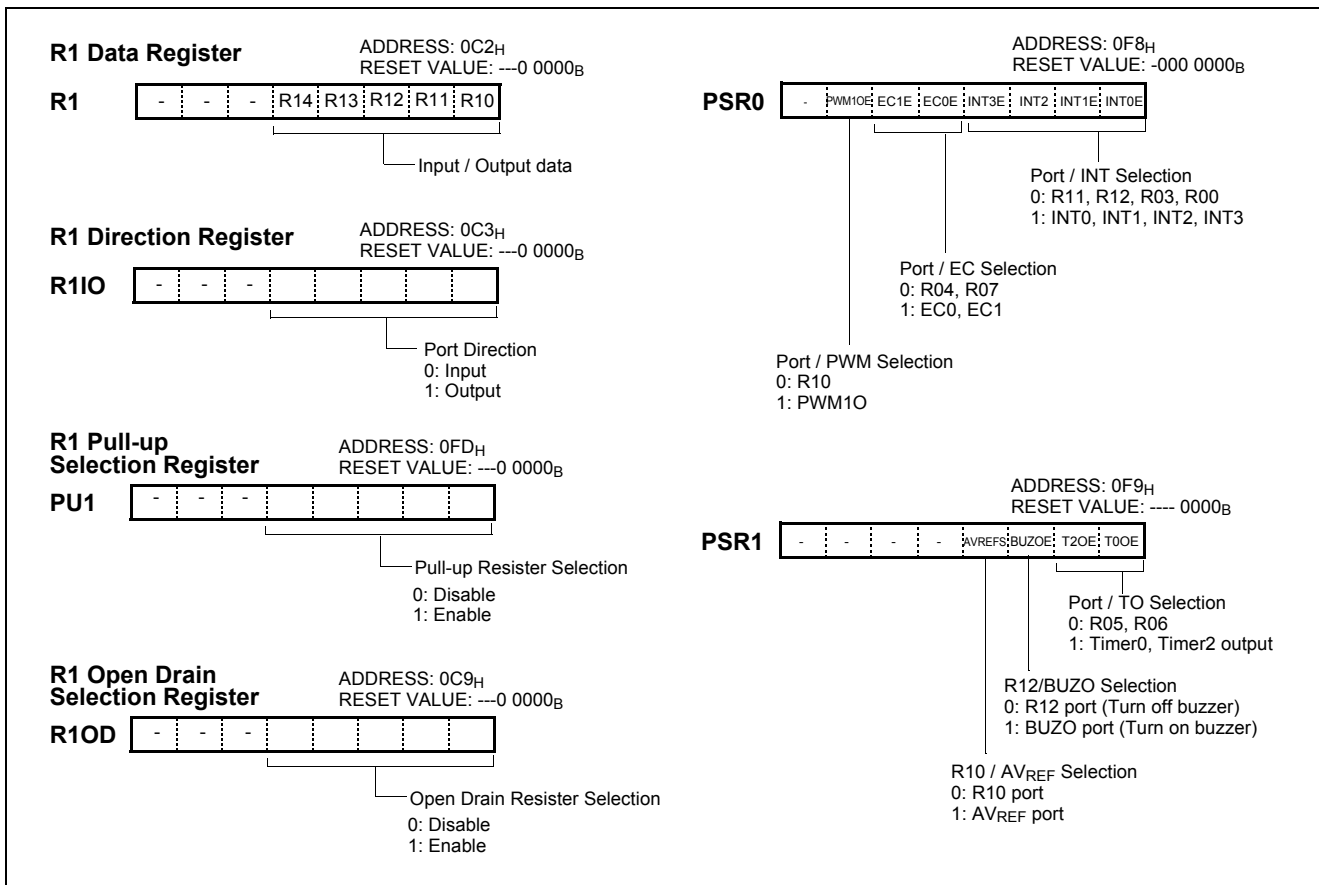 R1 Data Register
ADDRESS: 0C2H
RESET VALUE: ---0 0000B
R1
- - - R14 R13 R12 R11 R10
Input / Output data
R1 Direction Register
ADDRESS: 0C3H
RESET VALUE: ---0 0000B
R1IO
- - -
Port Direction
0: Input
1: Output
R1 Pull-up
Selection Register
ADDRESS: 0FDH
RESET VALUE: ---0 0000B
PU1
- - -
Pull-up Resister Selection
0: Disable
1: Enable
R1 Open Drain
Selection Register
ADDRESS: 0C9H
RESET VALUE: ---0 0000B
R1OD
- - -
Open Drain Resister Selection
0: Disable
1: Enable
ADDRESS: 0F8H
RESET VALUE: -000 0000B
PSR0
- PWM1OE EC1E EC0E INT3E INT2 INT1E INT0E
Port / INT Selection
0: R11, R12, R03, R00
1: INT0, INT1, INT2, INT3
Port / EC Selection
0: R04, R07
1: EC0, EC1
Port / PWM Selection
0: R10
1: PWM1O
ADDRESS: 0F9H
RESET VALUE: ---- 0000B
PSR1
- - - - AVREFS BUZOE T2OE T0OE
Port / TO Selection
0: R05, R06
1: Timer0, Timer2 output
R12/BUZO Selection
0: R12 port (Turn off buzzer)
1: BUZO port (Turn on buzzer)
R10 / AVREF Selection
0: R10 port
1: AVREF port